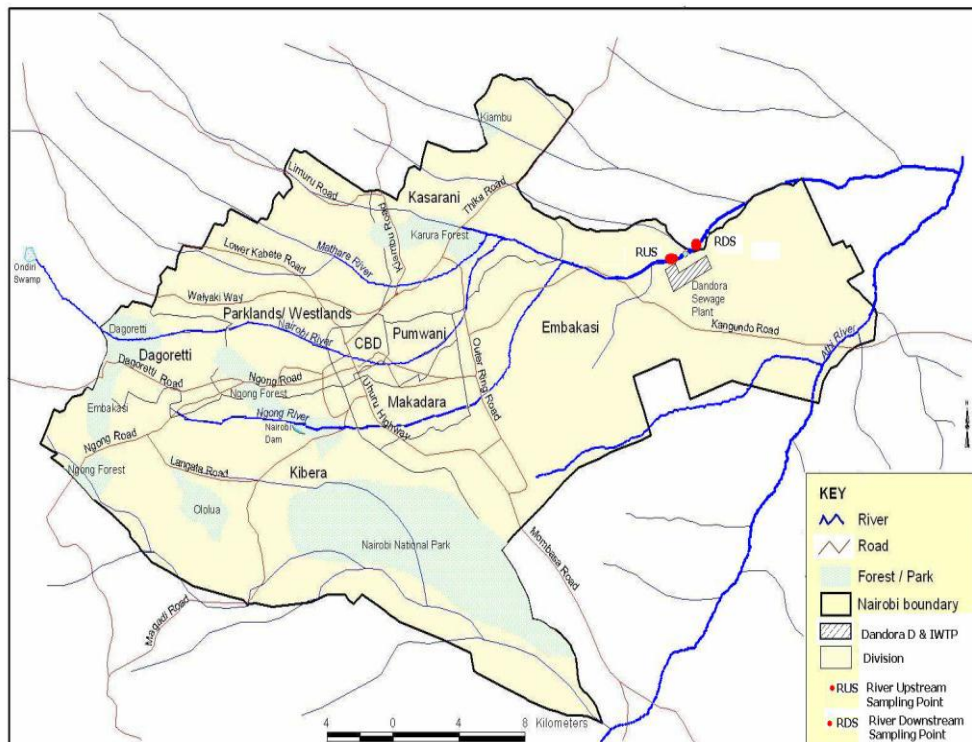 Kiambu
Limuru Road
Kasarani
Thika Road
Kiambu Road
Karura Forest
Lower Kabete Road
Mathare River
RUS
RDS
Ondiri
Swamp
Waiyaki Way
Dandora
Sewage
Plant
Parklands/ Westlands
Nairobi River
Dagoretti
CBD
Pumwani
Embakasi
Kangundo Road
Athi River
Dagoretti
Dagoretti Road
Ngong Road
Ngong Forest
Outer Ring Road
Uhuru Highway
Makadara
Embakasi
Ngong River
Nairobi
Dam
Ngong Road
Ngong Forest
Langata Road
Kibera
Ololua
Nairobi National Park
Mombasa Road
Magadi Road
4 0 4 8 Kilometers
KEY
River
Road
Forest / Park
Nairobi boundary
Dandora D & IWTP
Division
RUS River Upstream
Sampling Point
RDS River Downstream
Sampling Point